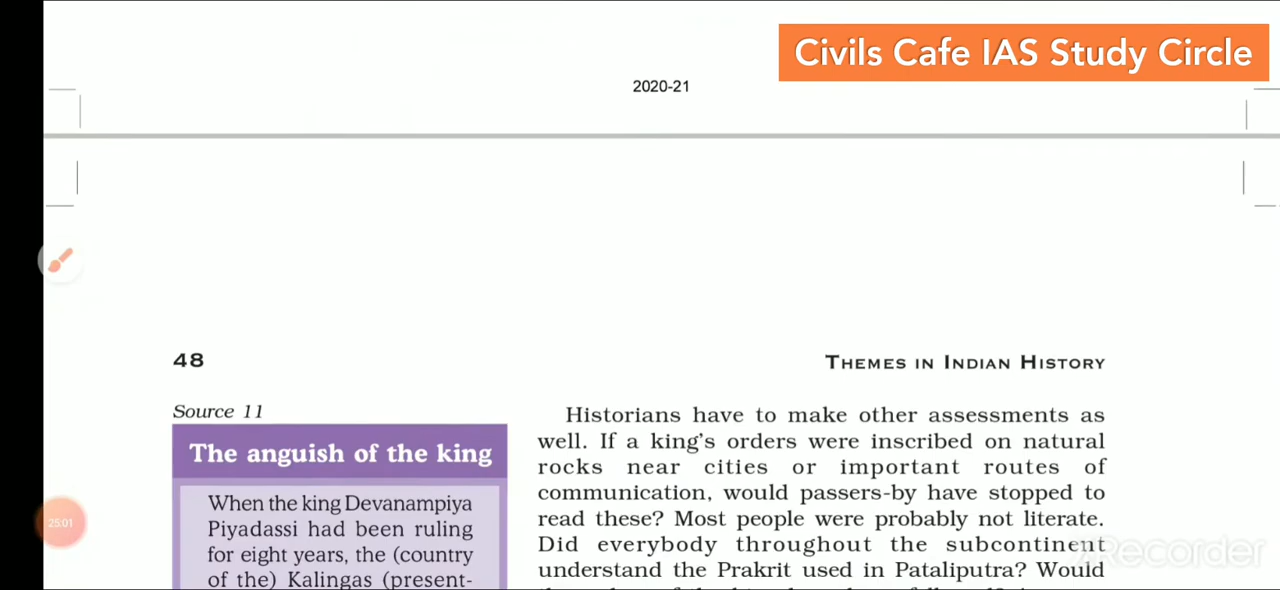 Civils Cafe IAS Study Circle
2020-21
48
THEMES IN INDIAN HISTORY
Source 11
The anguish of the king
When the king Devanampiya
Piyadassi had been ruling
for eight years, the (country
of the) Kalingas (present-
Historians have to make other assessments as
well. If a king's orders were inscribed on natural
rocks near cities or important routes of
communication, would passers-by have stopped to
read these? Most people were probably not literate.
Did everybody throughout the subcontinent
understand the Prakrit used in Pataliputra? Would
25:01
Recorder